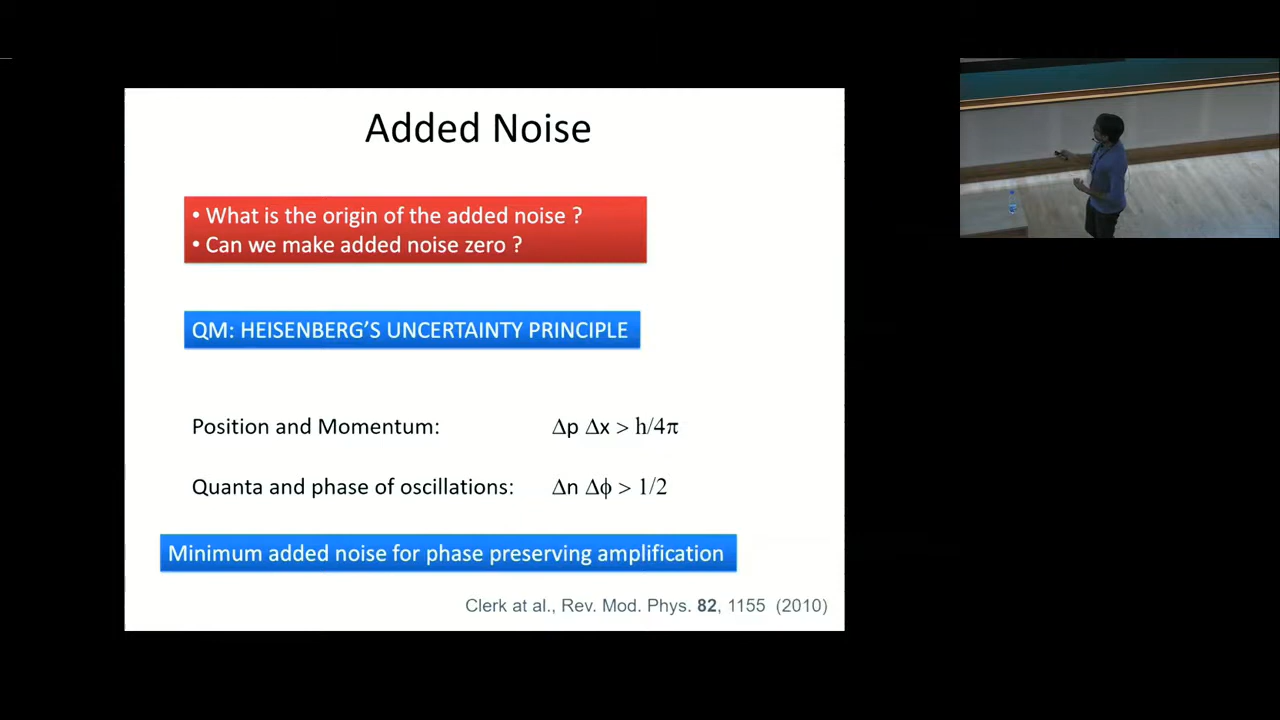 Added Noise
• What is the origin of the added noise ?
• Can we make added noise zero ?
QM: HEISENBERG’S UNCERTAINTY PRINCIPLE
Position and Momentum: Δp Δx > h/4π
Quanta and phase of oscillations: Δn Δϕ > 1/2
Minimum added noise for phase preserving amplification
Clerk at al., Rev. Mod. Phys. 82, 1155 (2010)